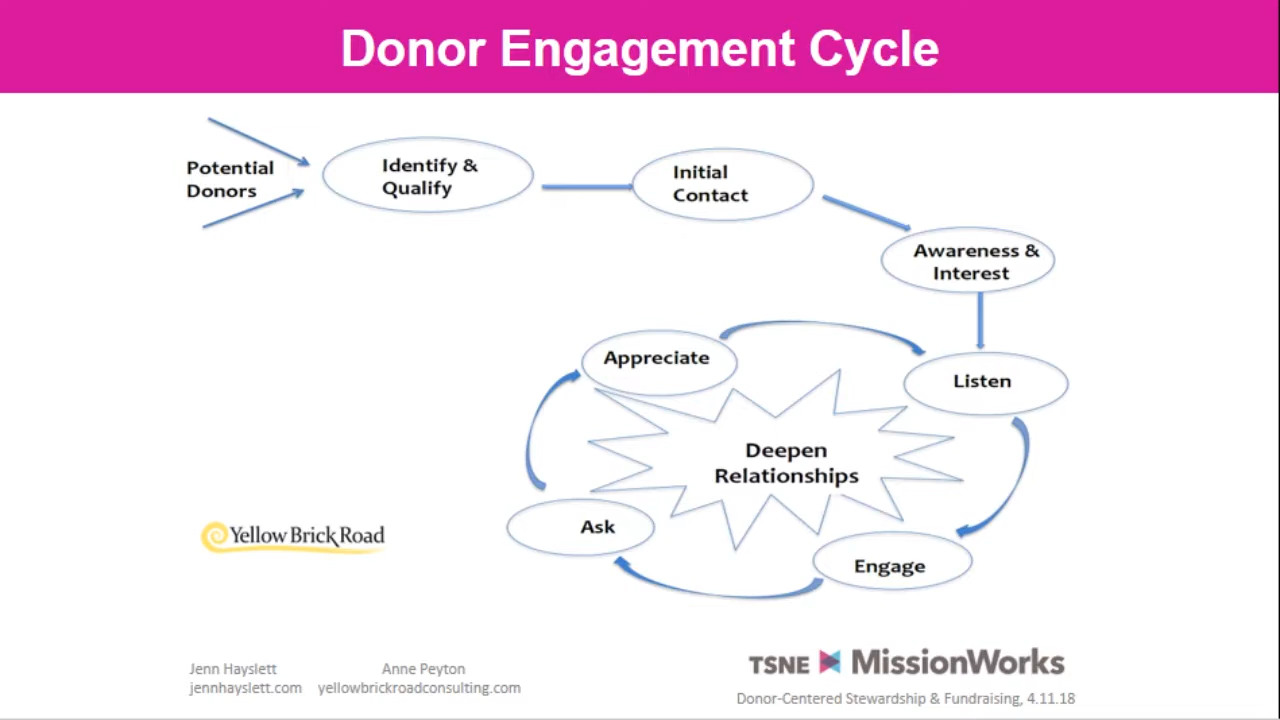 Donor Engagement Cycle
Potential
Donors
Identify &
Qualify
Initial
Contact
Awareness &
Interest
Appreciate
Listen
Deepen
Relationships
Ask
Engage
Yellow Brick Road
Jenn Hayslett
jennhayslett.com
Anne Peyton
yellowbrickroadconsulting.com
TSNE MissionWorks
Donor-Centered Stewardship & Fundraising, 4.11.18